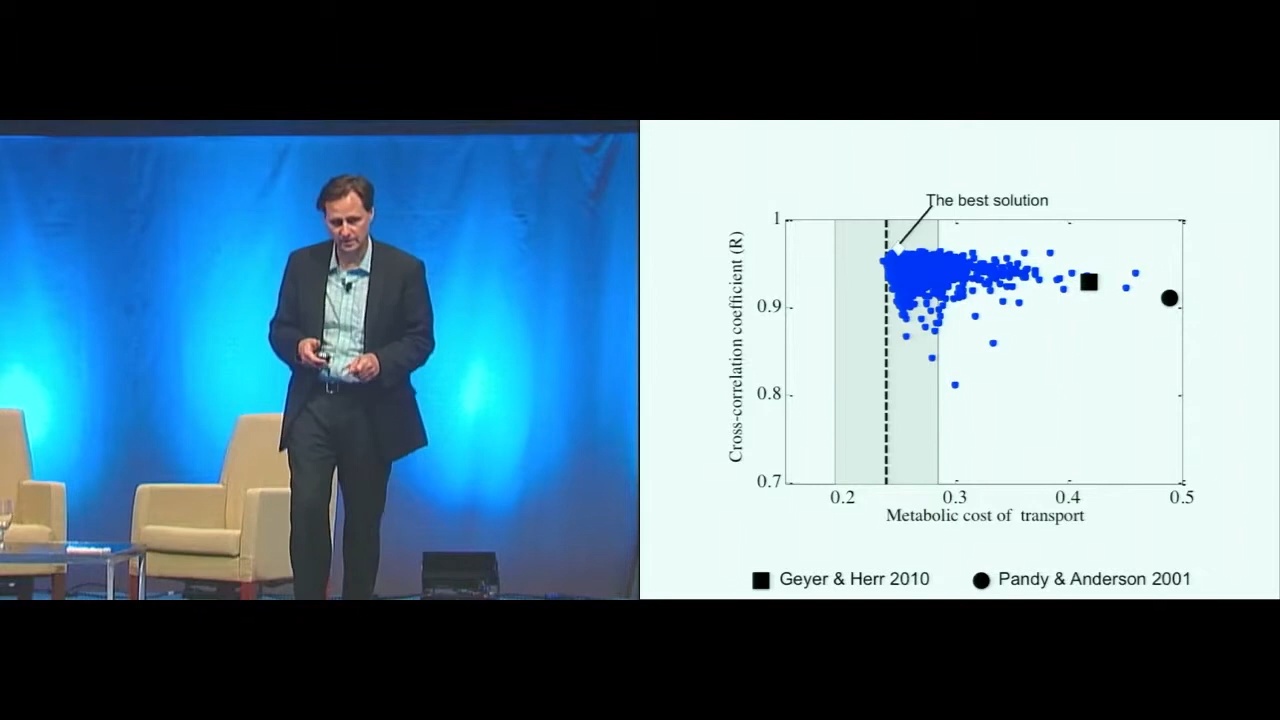 The best solution
1
0.9
0.8
0.7
Cross-correlation coefficient (R)
0.2 0.3 0.4 0.5
Metabolic cost of transport
Geyer & Herr 2010 Pandy & Anderson 2001